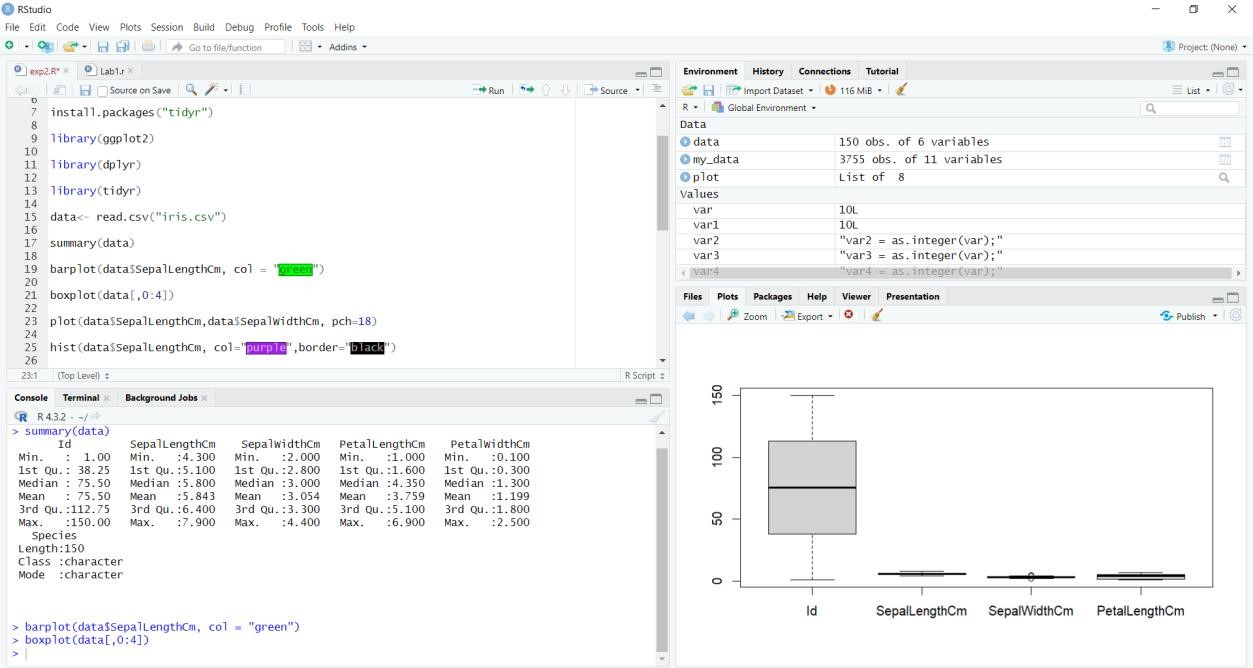 RStudio
File Edit Code View Plots Session Build Debug Profile Tools Help
Go to file/function Addins Project: (None)
exp2.R* Lab1.r
Source on Save Run Source
6
7 install.packages("tidyr")
8
9 library(ggplot2)
10
11 library(dplyr)
12
13 library(tidyr)
14
15 data<- read.csv("iris.csv")
16
17 summary(data)
18
19 barplot(data$SepalLengthCm, col = "green")
20
21 boxplot(data[,0:4])
22
23 plot(data$SepalLengthCm,data$SepalWidthCm, pch=18)
24
25 hist(data$SepalLengthCm, col="purple",border="black")
26
23:1 (Top Level) R Script
Console Terminal Background Jobs
R R 4.3.2 · ~/
> summary(data)
Id SepalLengthCm SepalWidthCm PetalLengthCm PetalWidthCm
Min. : 1.00 Min. :4.300 Min. :2.000 Min. :1.000 Min. :0.100
1st Qu.: 38.25 1st Qu.:5.100 1st Qu.:2.800 1st Qu.:1.600 1st Qu.:0.300
Median : 75.50 Median :5.800 Median :3.000 Median :4.350 Median :1.300
Mean : 75.50 Mean :5.843 Mean :3.054 Mean :3.759 Mean :1.199
3rd Qu.:112.75 3rd Qu.:6.400 3rd Qu.:3.300 3rd Qu.:5.100 3rd Qu.:1.800
Max. :150.00 Max. :7.900 Max. :4.400 Max. :6.900 Max. :2.500
Species
Length:150
Class :character
Mode :character
> barplot(data$SepalLengthCm, col = "green")
> boxplot(data[,0:4])
>
Environment History Connections Tutorial
Import Dataset 116 MiB List
R Global Environment
Data
data 150 obs. of 6 variables
my_data 3755 obs. of 11 variables
plot List of 8
Values
var 10L
var1 10L
var2 "var2 = as.integer(var);"
var3 "var3 = as.integer(var);"
var4 "var4 = as.integer(var);"
Files Plots Packages Help Viewer Presentation
Zoom Export Publish
150
100
50
0
Id SepalLengthCm SepalWidthCm PetalLengthCm